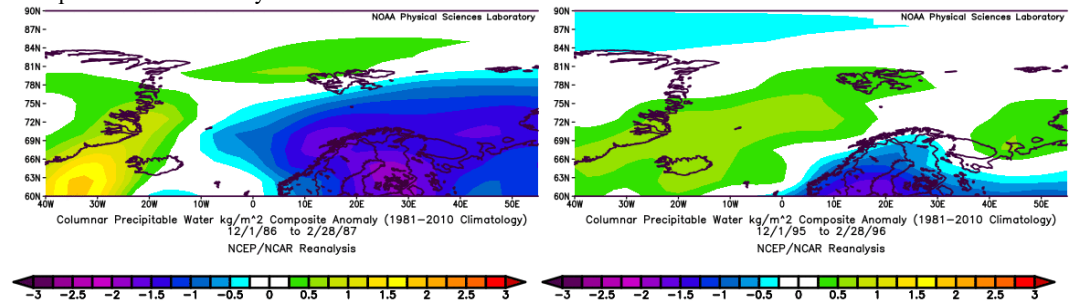 NOAA Physical Sciences Laboratory
90N
87N
84N
81N
78N
75N
72N
69N
66N
63N
60N
40W 30W 20W 10W 0 10E 20E 30E 40E 50E
Columnar Precipitable Water kg/m^2 Composite Anomaly (1981-2010 Climatology)
12/1/86 to 2/28/87
NCEP/NCAR Reanalysis
-3 -2.5 -2 -1.5 -1 -0.5 0 0.5 1 1.5 2 2.5 3
NOAA Physical Sciences Laboratory
90N
87N
84N
81N
78N
75N
72N
69N
66N
63N
60N
40W 30W 20W 10W 0 10E 20E 30E 40E 50E
Columnar Precipitable Water kg/m^2 Composite Anomaly (1981-2010 Climatology)
12/1/95 to 2/28/96
NCEP/NCAR Reanalysis
-3 -2.5 -2 -1.5 -1 -0.5 0 0.5 1 1.5 2 2.5 3